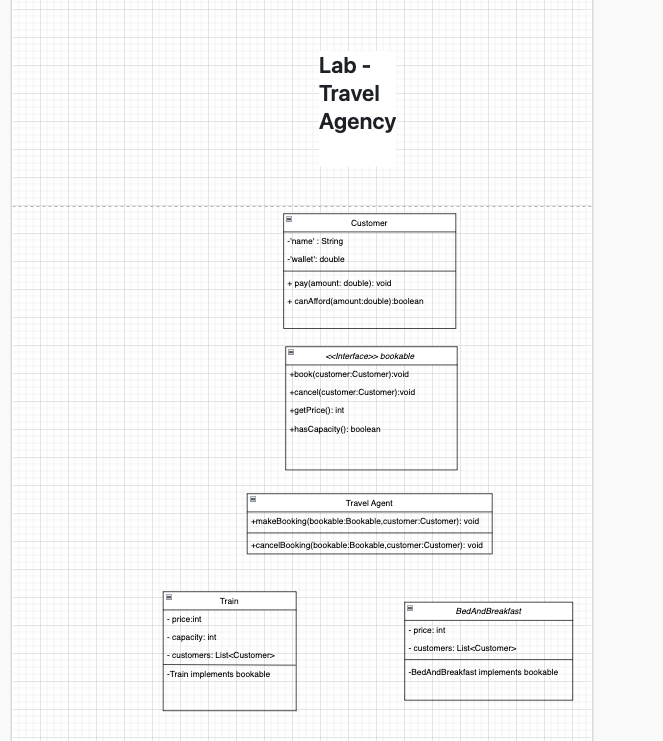 Lab -
Travel
Agency
Customer
-'name' : String
-'wallet': double
+ pay(amount: double): void
+ canAfford(amount:double):boolean
<<Interface>> bookable
+book(customer:Customer):void
+cancel(customer:Customer):void
+getPrice(): int
+hasCapacity(): boolean
Travel Agent
+makeBooking(bookable:Bookable,customer:Customer): void
+cancelBooking(bookable:Bookable,customer:Customer): void
Train
- price:int
- capacity: int
- customers: List<Customer>
-Train implements bookable
BedAndBreakfast
- price: int
- customers: List<Customer>
-BedAndBreakfast implements bookable